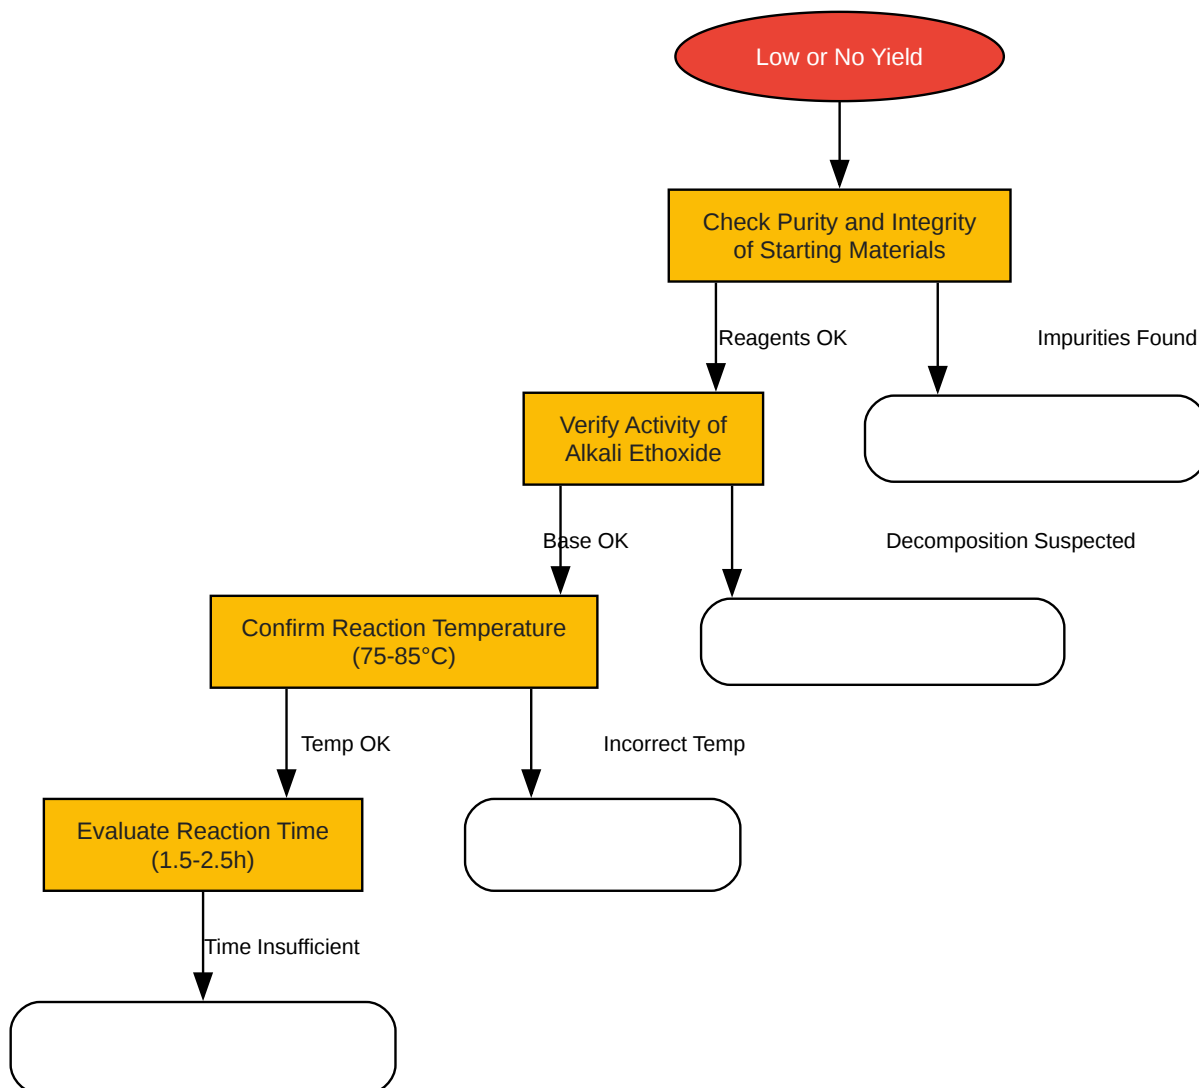 Low or No Yield
Check Purity and Integrity
of Starting Materials
Reagents OK
Impurities Found
Verify Activity of
Alkali Ethoxide
Base OK
Decomposition Suspected
Confirm Reaction Temperature
(75-85°C)
Temp OK
Incorrect Temp
Evaluate Reaction Time
(1.5-2.5h)
Time Insufficient